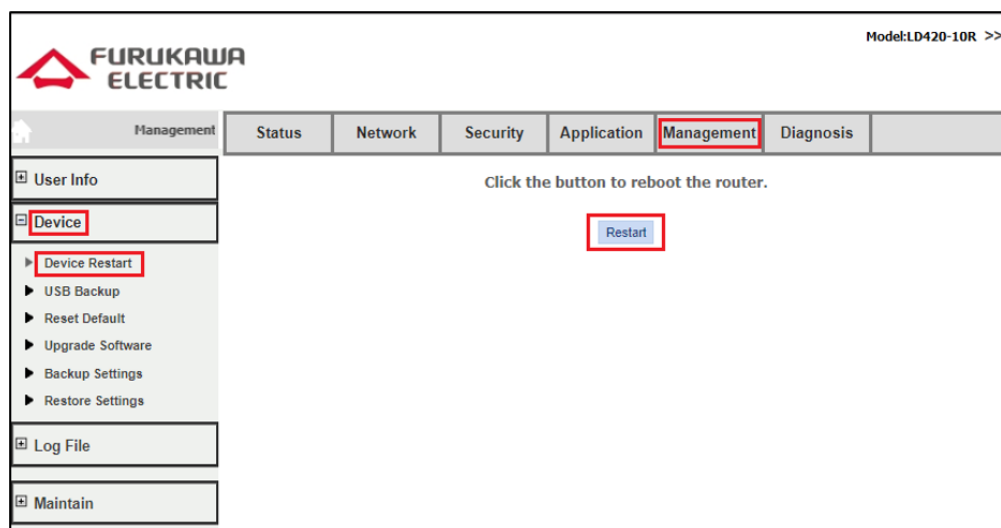 Model:LD420-10R >>
FURUKAWA
ELECTRIC
Management
Status Network Security Application Management Diagnosis
User Info
Click the button to reboot the router.
Device
Restart
Device Restart
USB Backup
Reset Default
Upgrade Software
Backup Settings
Restore Settings
Log File
Maintain